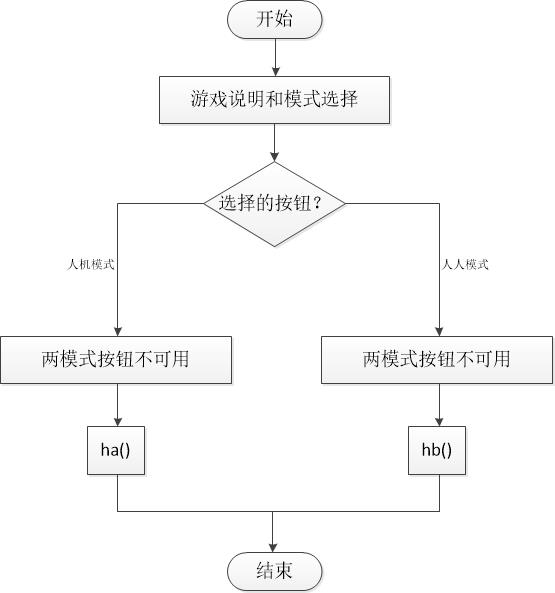 开始
游戏说明和模式选择
选择的按钮？
人机模式
人人模式
两模式按钮不可用
两模式按钮不可用
ha()
hb()
结束